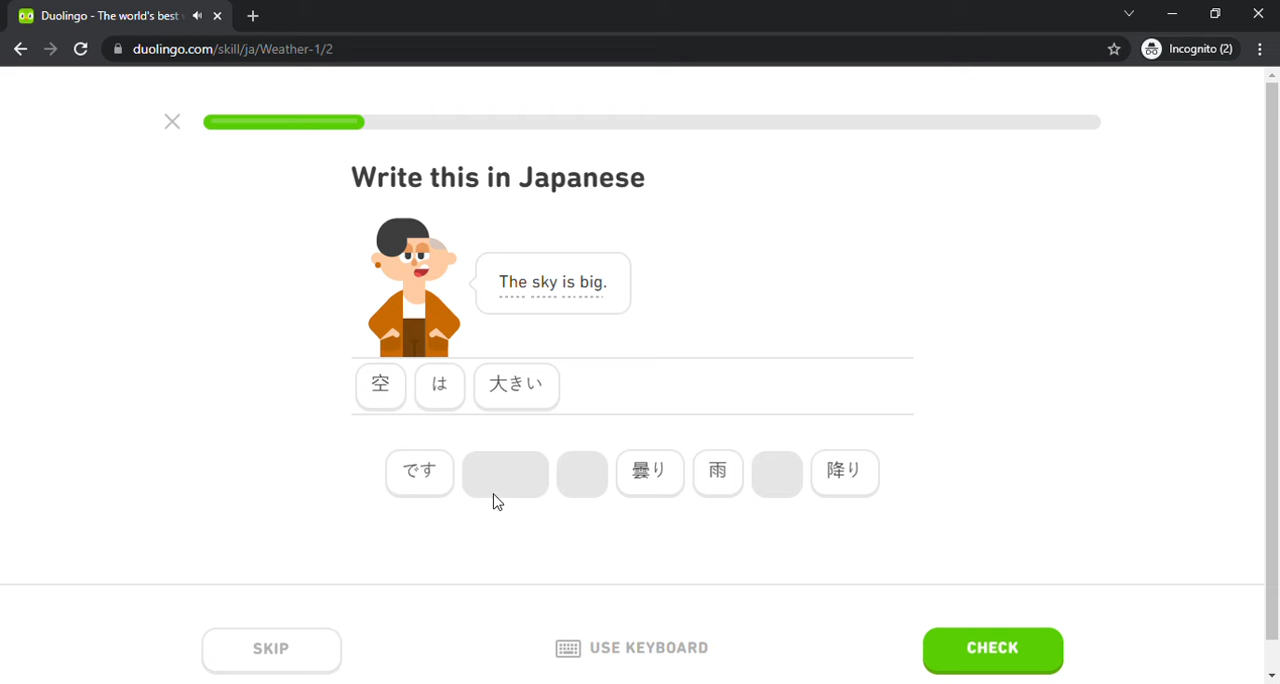 Duolingo - The world's best
duolingo.com/skill/ja/Weather-1/2
Incognito (2)
Write this in Japanese
The sky is big.
空 は 大きい
です 曇り 雨 降り
SKIP
USE KEYBOARD
CHECK